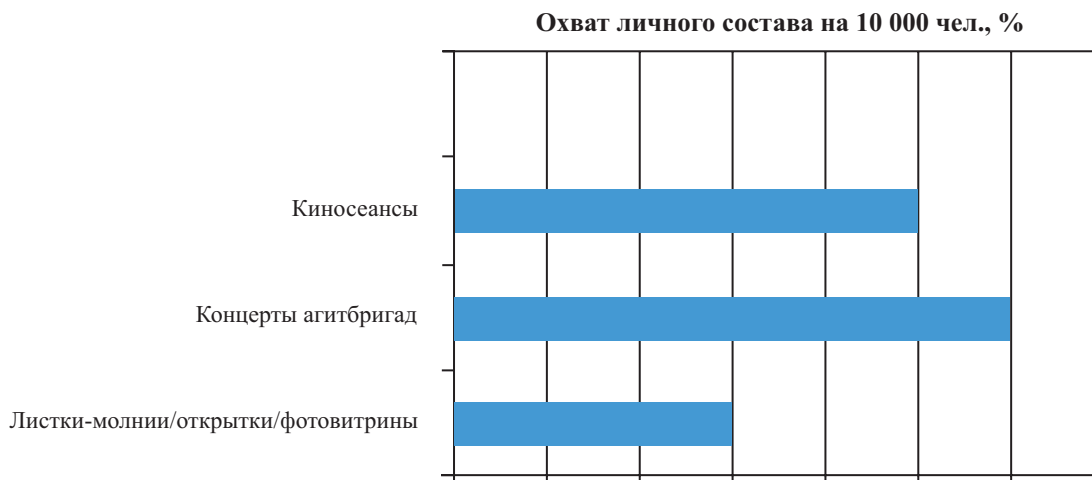 Охват личного состава на 10 000 чел., %
Киносеансы
Концерты агитбригад
Листки-молнии/открытки/фотовитрины